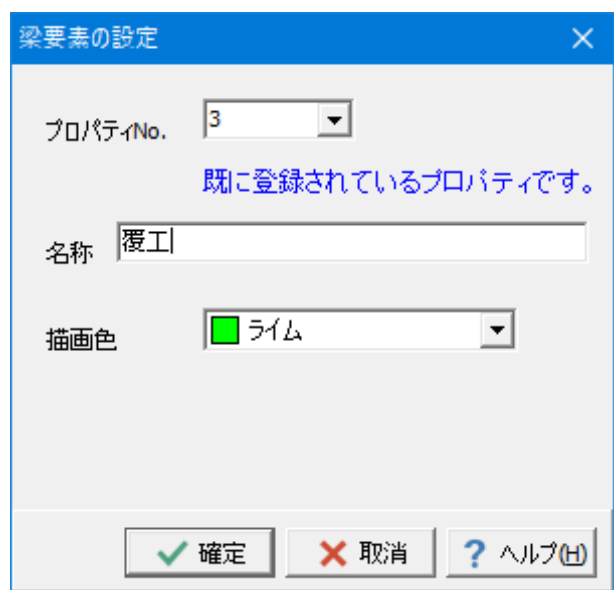 梁要素の設定
プロパティNo. 3
既に登録されているプロパティです。
名称 覆工
描画色 ライム
確定 取消 ? ヘルプ(H)